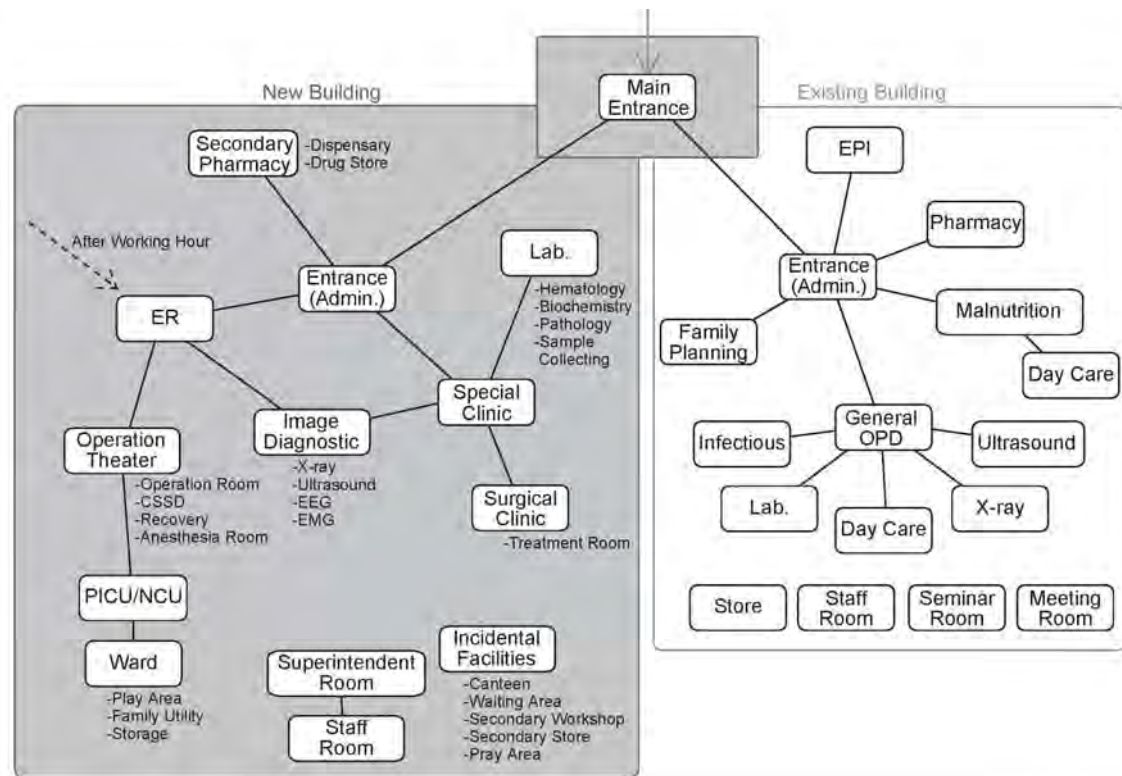 New Building
Main
Entrance
Existing Building
Secondary
Pharmacy
-Dispensary
-Drug Store
After Working Hour
Entrance
(Admin.)
Lab.
-Hematology
-Biochemistry
-Pathology
-Sample
Collecting
ER
Special
Clinic
Image
Diagnostic
-X-ray
-Ultrasound
-EEG
-EMG
Operation
Theater
-Operation Room
-CSSD
-Recovery
-Anesthesia Room
Surgical
Clinic
-Treatment Room
PICU/NCU
Ward
-Play Area
-Family Utility
-Storage
Superintendent
Room
Staff
Room
Incidental
Facilities
-Canteen
-Waiting Area
-Secondary Workshop
-Secondary Store
-Pray Area
EPI
Pharmacy
Entrance
(Admin.)
Malnutrition
Family
Planning
Day Care
General
OPD
Infectious
Ultrasound
Lab.
Day Care
X-ray
Store
Staff
Room
Seminar
Room
Meeting
Room